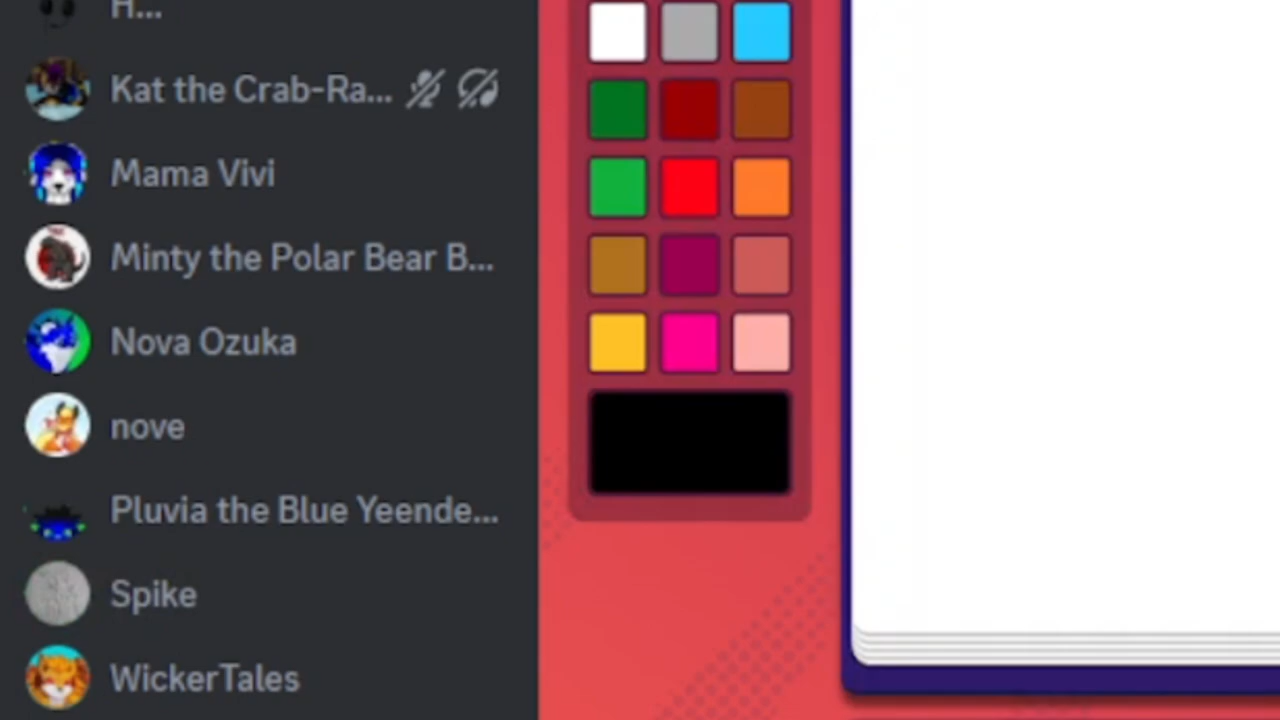 H...
Kat the Crab-Ra...
Mama Vivi
Minty the Polar Bear B...
Nova Ozuka
nove
Pluvia the Blue Yeende...
Spike
WickerTales